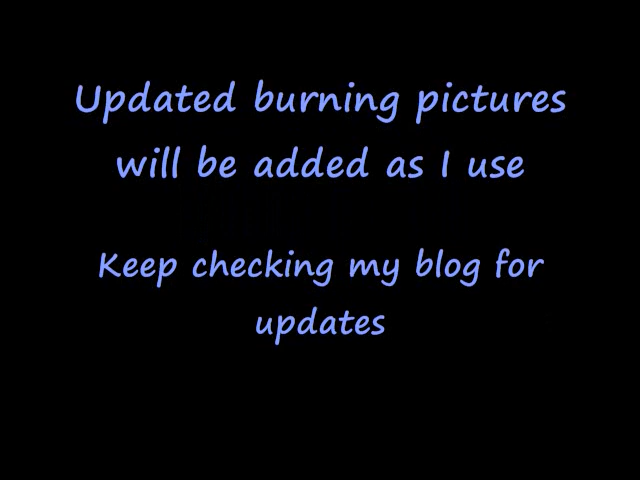 Updated burning pictures
will be added as I use
Keep checking my blog for
updates